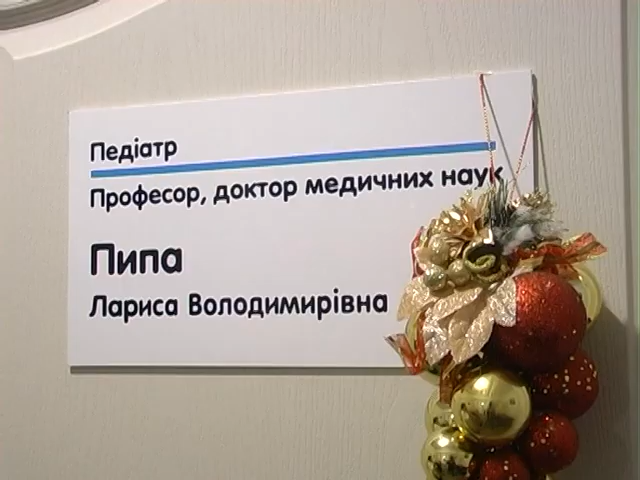 Педіатр
Професор, доктор медичних наук
Пипа
Лариса Володимирівна